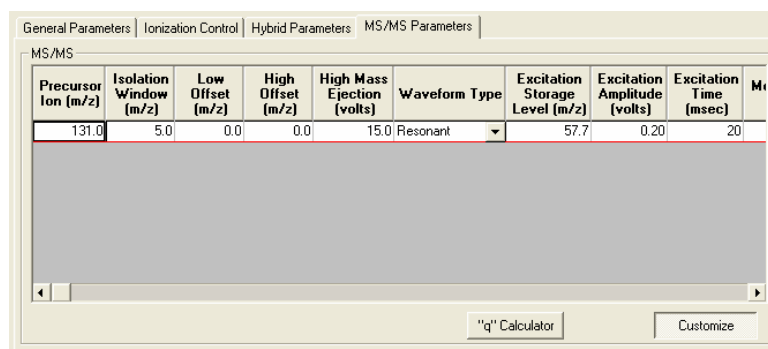 General Parameters Ionization Control Hybrid Parameters MS/MS Parameters
MS/MS
Precursor Ion (m/z) Isolation Window (m/z) Low Offset (m/z) High Offset (m/z) High Mass Ejection (volts) Waveform Type Excitation Storage Level (m/z) Excitation Amplitude (volts) Excitation Time (msec)
131.0 5.0 0.0 0.0 15.0 Resonant 57.7 0.20 20
"q" Calculator Customize